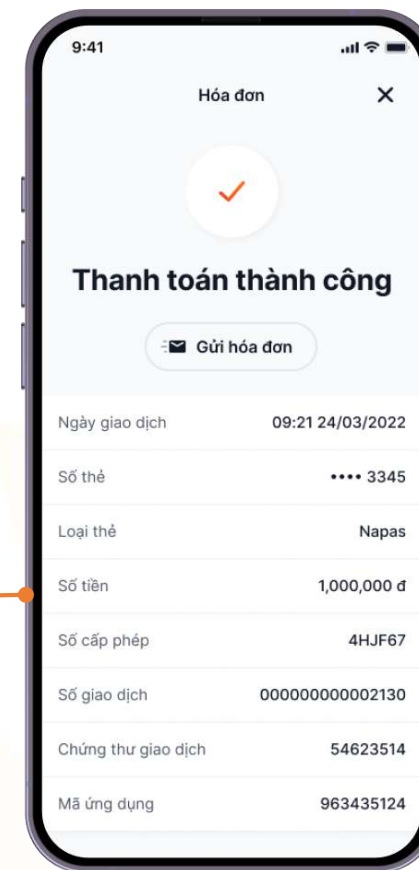 9:41
Hóa đơn
Thanh toán thành công
Gửi hóa đơn
Ngày giao dịch 09:21 24/03/2022
Số thẻ •••• 3345
Loại thẻ Napas
Số tiền 1,000,000 đ
Số cấp phép 4HJF67
Số giao dịch 000000000002130
Chứng thư giao dịch 54623514
Mã ứng dụng 963435124